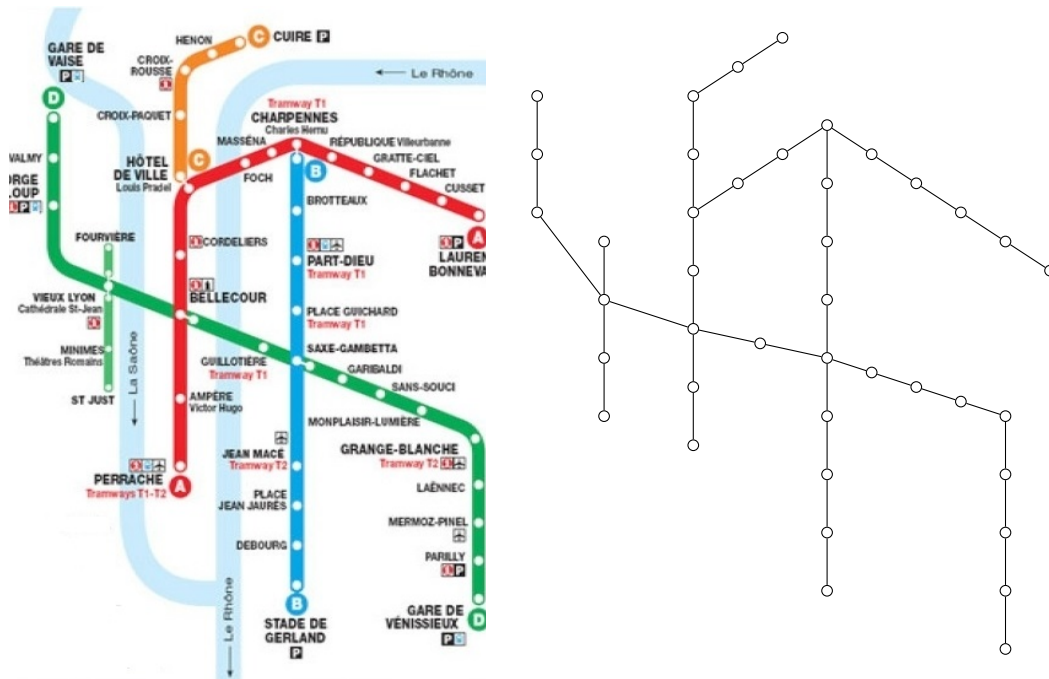 HENON
C CUIRE P
GARE DE
VAISE
P
CROIX-
ROUSSE
Le Rhône
D
Tramway T1
CHARPENNES
Charles Hernu
CROIX-PAQUET
MASSÉNA
RÉPUBLIQUE Villeurbanne
GRATTE-CIEL
FLACHET
CUSSET
VALMY
HÔTEL
DE VILLE
Louis Pradel
C
FOCH
B
BROTTEAUX
ORGE
LOUP
P
FOURVIÈRE
CORDELIERS
A
P
LAUREN
BONNEVA
PART-DIEU
Tramway T1
VIEUX LYON
Cathédrale St-Jean
BELLECOUR
PLACE GUICHARD
Tramway T1
La Saône
MINIMES
Théâtres Romains
GUILLOTIÈRE
Tramway T1
SAXE-GAMBETTA
GARIBALDI
SANS-SOUCI
ST JUST
AMPÈRE
Victor Hugo
MONPLAISIR-LUMIÈRE
PERRACHE
Tramways T1-T2
A
JEAN MACÉ
Tramway T2
GRANGE-BLANCHE
Tramway T2
LAËNNEC
PLACE
JEAN JAURÈS
MERMOZ-PINEL
DEBOURG
PARILLY
P
Le Rhône
B
STADE DE
GERLAND
P
GARE DE
VÉNISSIEUX
D
P